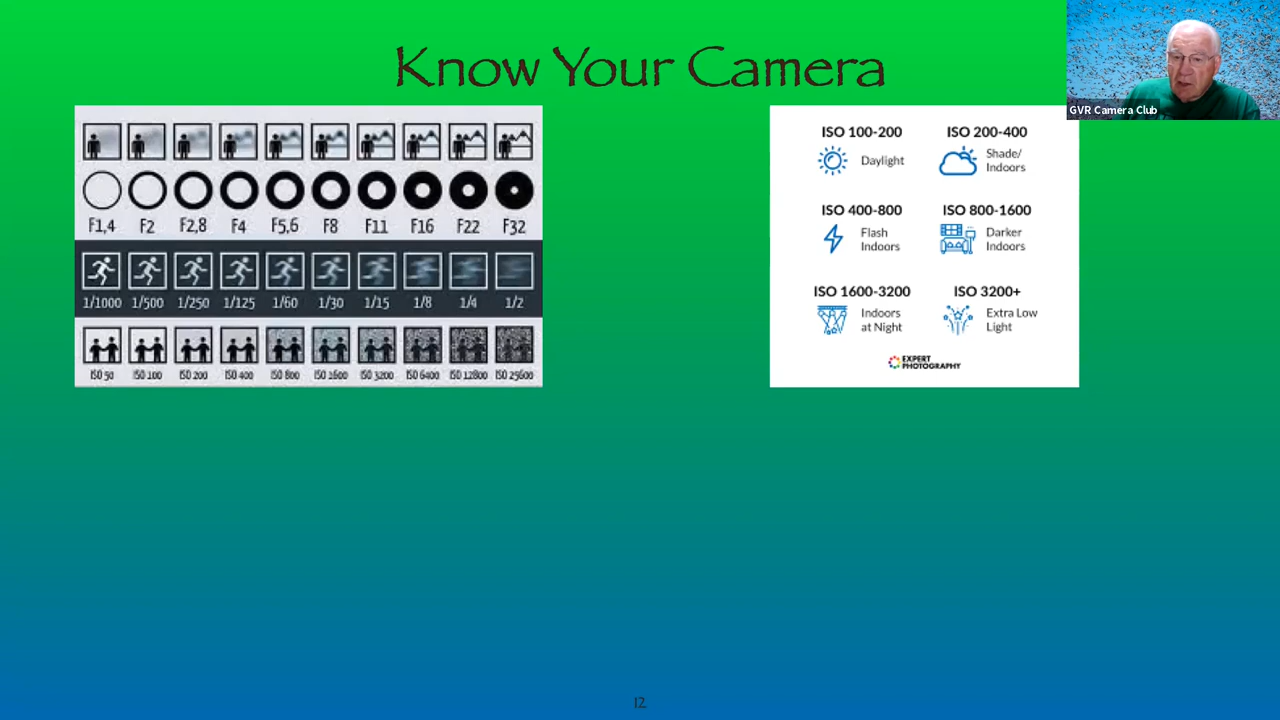 Know Your Camera
GVR Camera Club
F1,4 F2 F2,8 F4 F5,6 F8 F11 F16 F22 F32
1/1000 1/500 1/250 1/125 1/60 1/30 1/15 1/8 1/4 1/2
ISO 50 ISO 100 ISO 200 ISO 400 ISO 800 ISO 1600 ISO 3200 ISO 6400 ISO 12800 ISO 25600
ISO 100-200
Daylight
ISO 200-400
Shade/
Indoors
ISO 400-800
Flash
Indoors
ISO 800-1600
Darker
Indoors
ISO 1600-3200
Indoors
at Night
ISO 3200+
Extra Low
Light
EXPERT
PHOTOGRAPHY
12